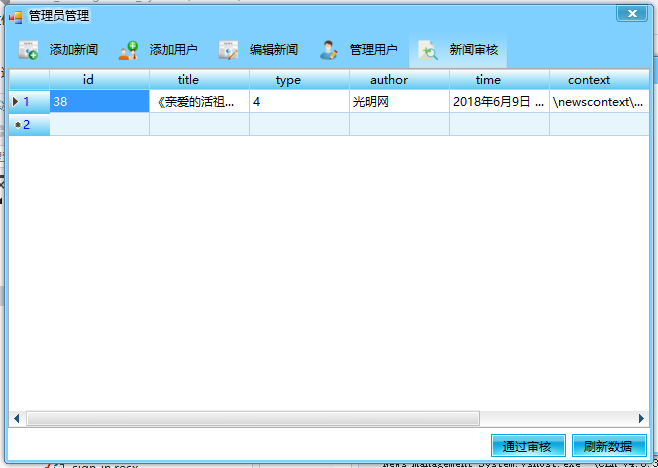 管理员管理
添加新闻 添加用户 编辑新闻 管理用户 新闻审核
id title type author time context
1 38 《亲爱的活祖... 4 光明网 2018年6月9日 ... \newscontext\...
2
通过审核 刷新数据